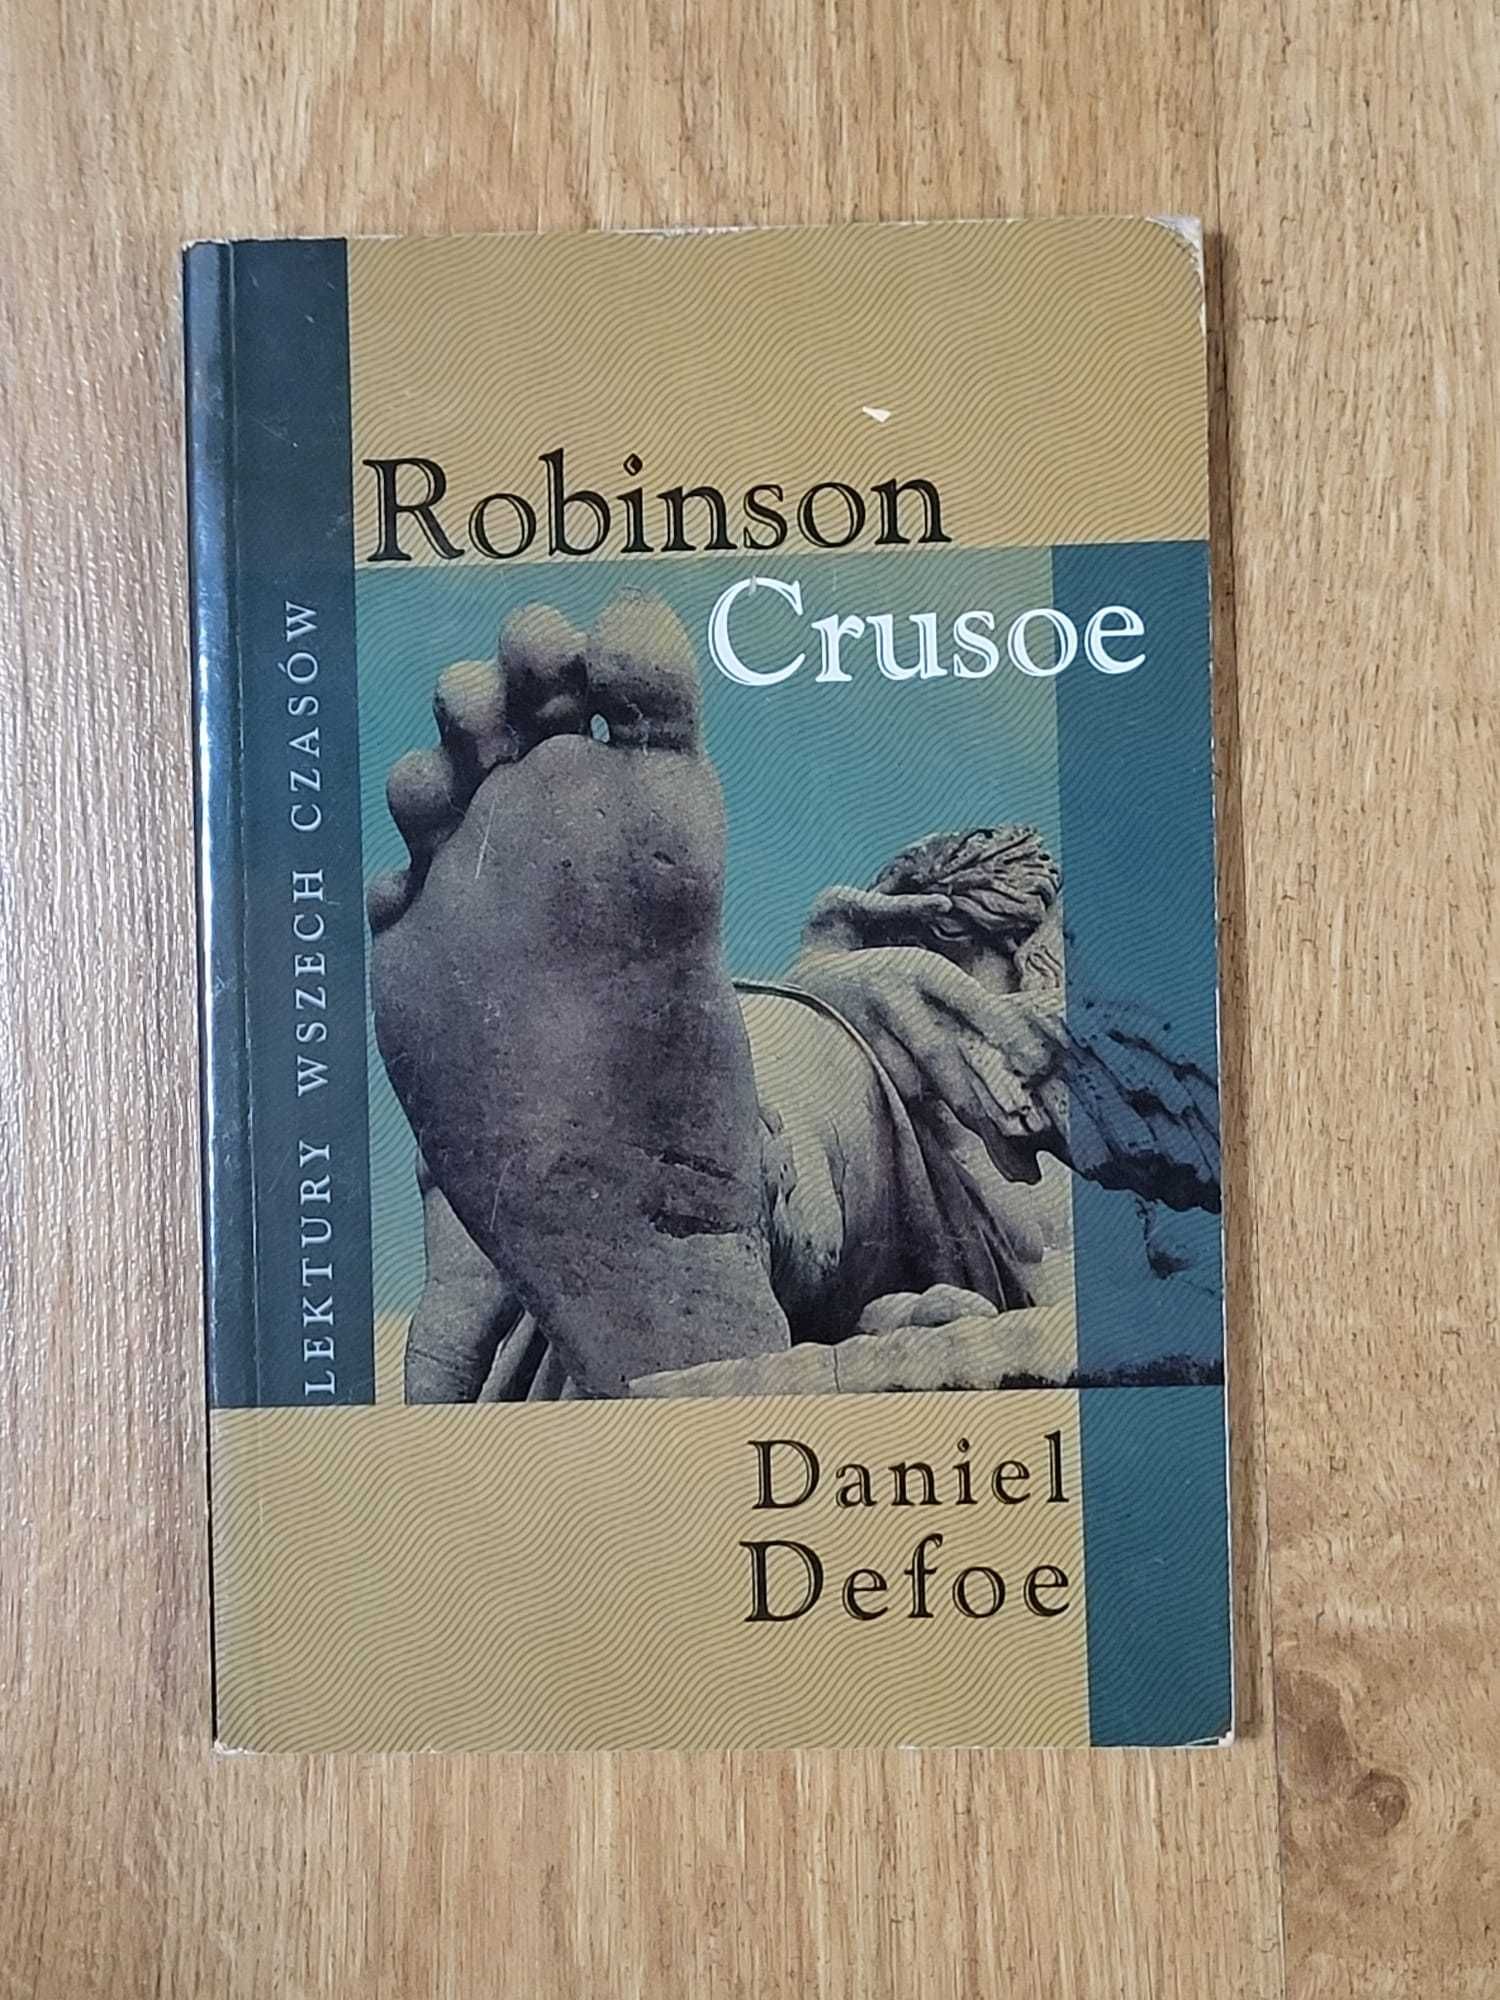 Robinson
Crusoe
LEKTURY WSZECH CZASÓW
Daniel
Defoe